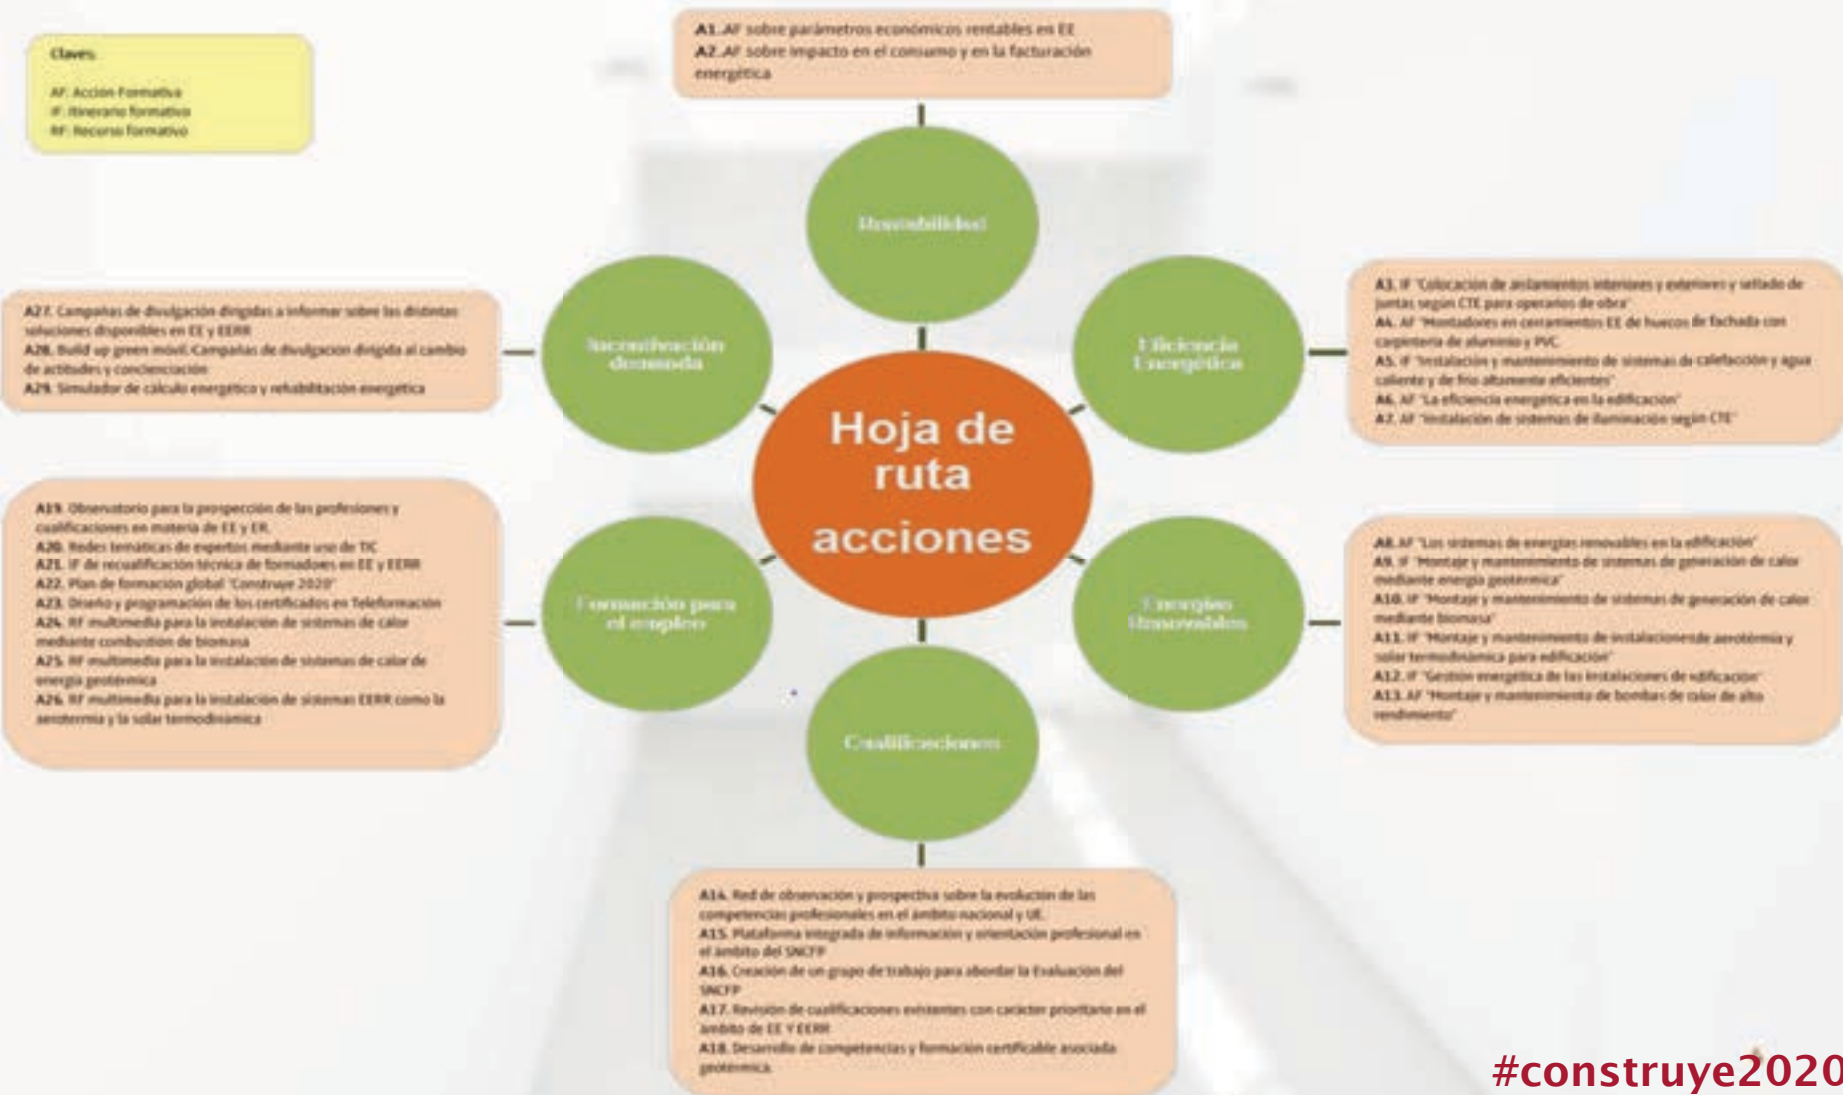 Claves:
AF: Acción Formativa
IF: Itinerario formativo
RF: Recurso formativo
A1. AF sobre parámetros económicos rentables en EE
A2. AF sobre impacto en el consumo y en la facturación
energética
Rentabilidad
Incentivación
demanda
Eficiencia
Energética
Hoja de
ruta
acciones
Formación para
el empleo
Energías
Renovables
Cualificaciones
A27. Campañas de divulgación dirigidas a informar sobre las distintas
soluciones disponibles en EE y EERR
A28. Build up green móvil: Campañas de divulgación dirigida al cambio
de actitudes y concienciación
A29. Simulador de cálculo energético y rehabilitación energética
A3. IF "Colocación de aislamientos interiores y exteriores y sellado de
juntas según CTE para operarios de obra"
A4. AF "Montadores en cerramientos EE de huecos de fachada con
carpintería de aluminio y PVC
A5. IF "Instalación y mantenimiento de sistemas de calefacción y agua
caliente y de frío altamente eficientes"
A6. AF "La eficiencia energética en la edificación"
A7. AF "Instalación de sistemas de iluminación según CTE"
A19. Observatorio para la prospección de las profesiones y
cualificaciones en materia de EE y ER.
A20. Redes temáticas de expertos mediante uso de TIC
A21. IF de recualificación técnica de formadores en EE y EERR
A22. Plan de formación global "Construye 2020"
A23. Diseño y programación de los certificados en Teleformación
A24. RF multimedia para la instalación de sistemas de calor
mediante combustión de biomasa
A25. RF multimedia para la instalación de sistemas de calor de
energía geotérmica
A26. RF multimedia para la instalación de sistemas EERR como la
aerotermia y la solar termodinámica
A8. AF "Los sistemas de energías renovables en la edificación"
A9. IF "Montaje y mantenimiento de sistemas de generación de calor
mediante energía geotérmica"
A10. IF "Montaje y mantenimiento de sistemas de generación de calor
mediante biomasa"
A11. IF "Montaje y mantenimiento de instalaciones de aerotérmia y
solar termodinámica para edificación"
A12. IF "Gestión energética de las instalaciones de edificación"
A13. AF "Montaje y mantenimiento de bombas de calor de alto
rendimiento"
A14. Red de observación y prospectiva sobre la evolución de las
competencias profesionales en el ámbito nacional y UE.
A15. Plataforma integrada de información y orientación profesional en
el ámbito del SNCFP
A16. Creación de un grupo de trabajo para abordar la Evaluación del
SNCFP
A17. Revisión de cualificaciones existentes con carácter prioritario en el
ámbito de EE Y EERR
A18. Desarrollo de competencias y formación certificable asociada
geotérmica.
#construye2020